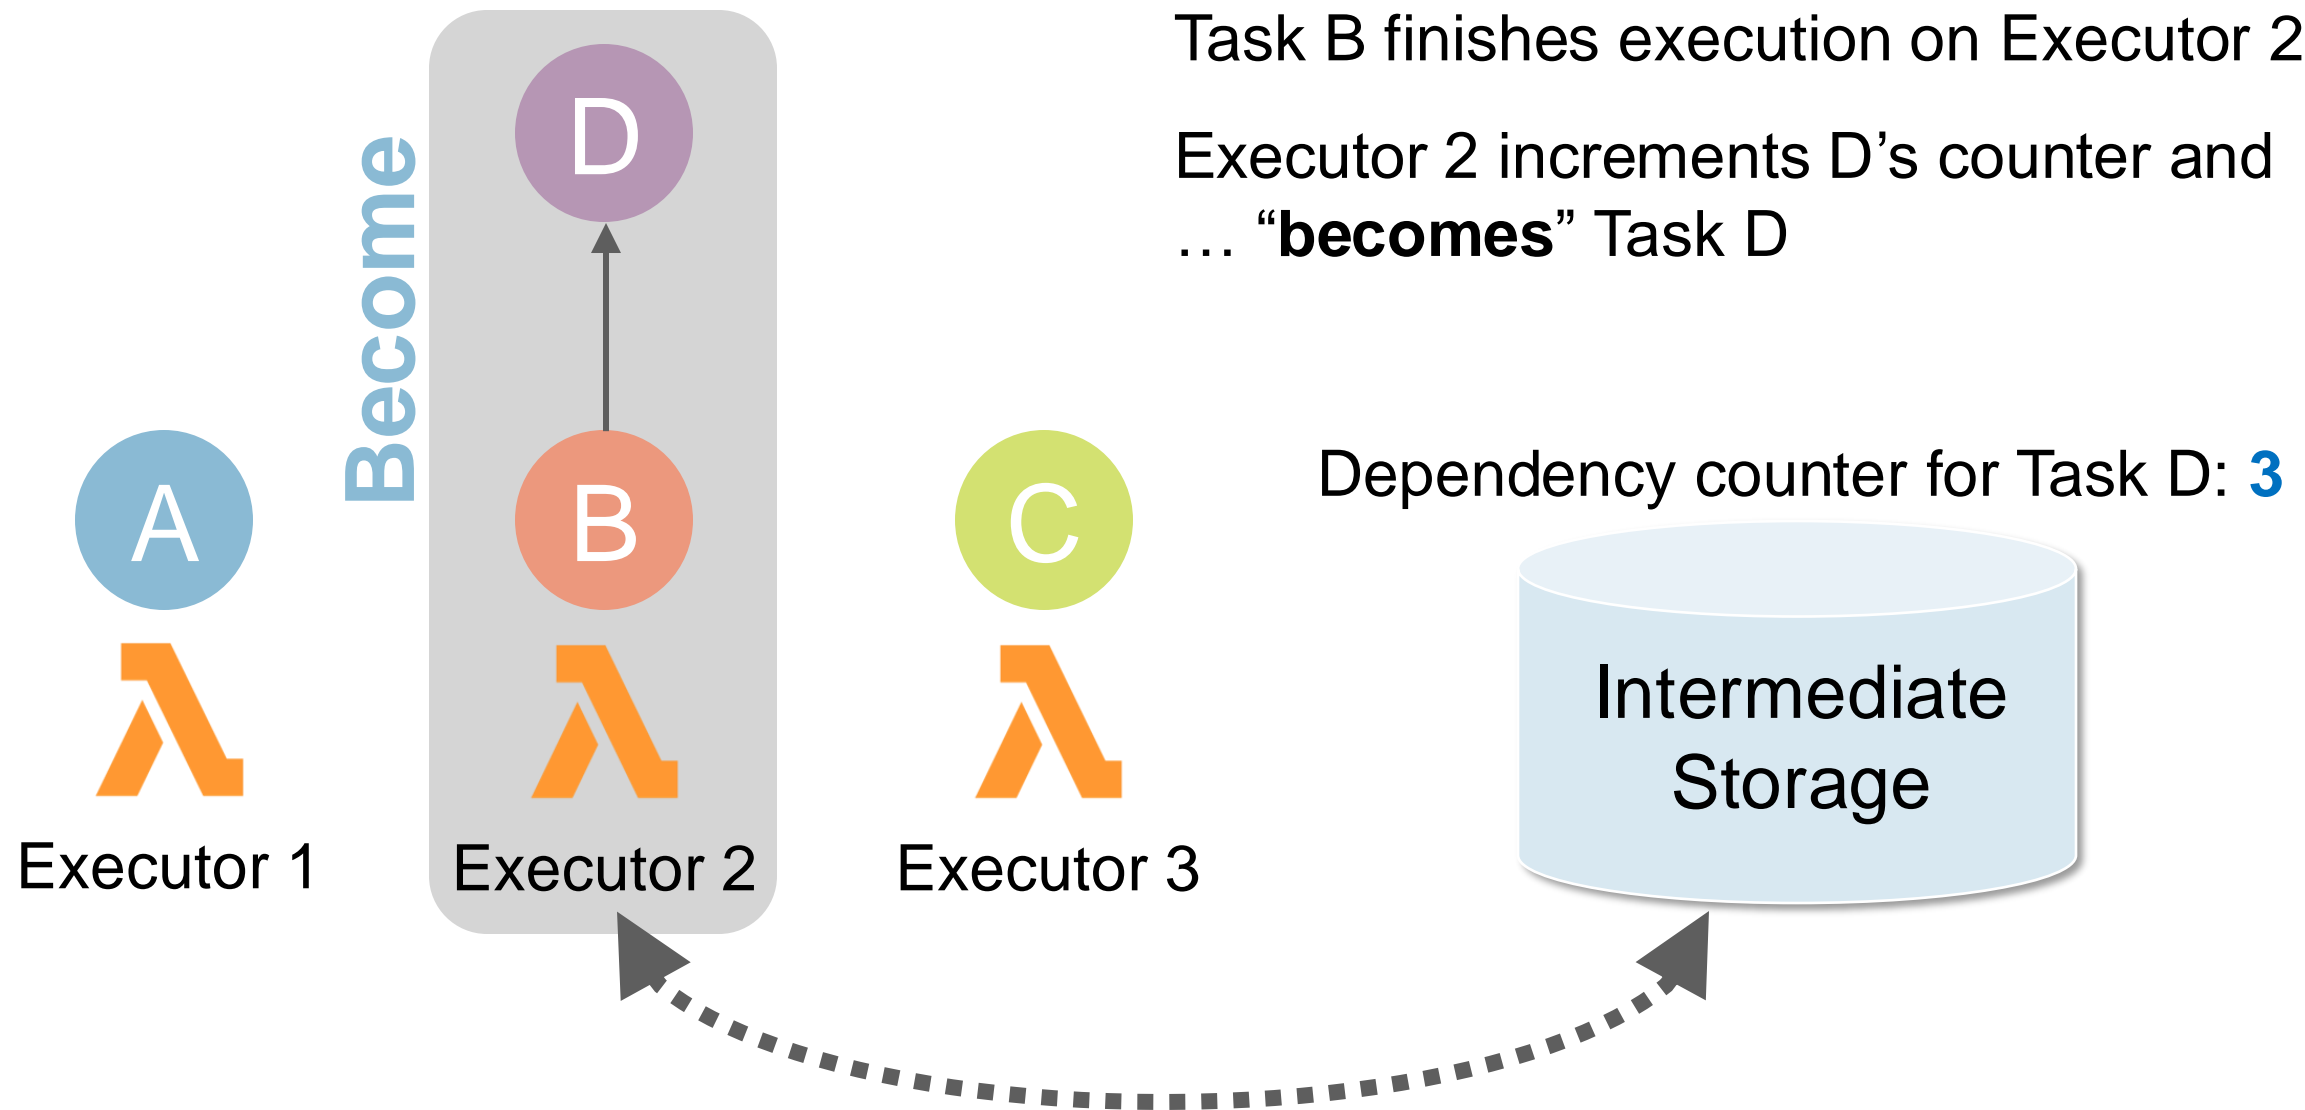 Task B finishes execution on Executor 2
Executor 2 increments D’s counter and
… “becomes” Task D
Become
D
A
B
C
Dependency counter for Task D: 3
Intermediate
Storage
Executor 1
Executor 2
Executor 3